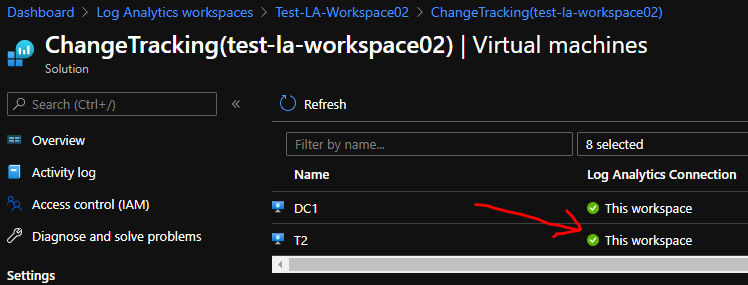 Dashboard > Log Analytics workspaces > Test-LA-Workspace02 > ChangeTracking(test-la-workspace02)
ChangeTracking(test-la-workspace02) | Virtual machines
Solution
Search (Ctrl+/)
«
Refresh
Overview
Filter by name...
8 selected
Activity log
Name
Log Analytics Connection
Access control (IAM)
DC1
This workspace
Diagnose and solve problems
T2
This workspace
Settings